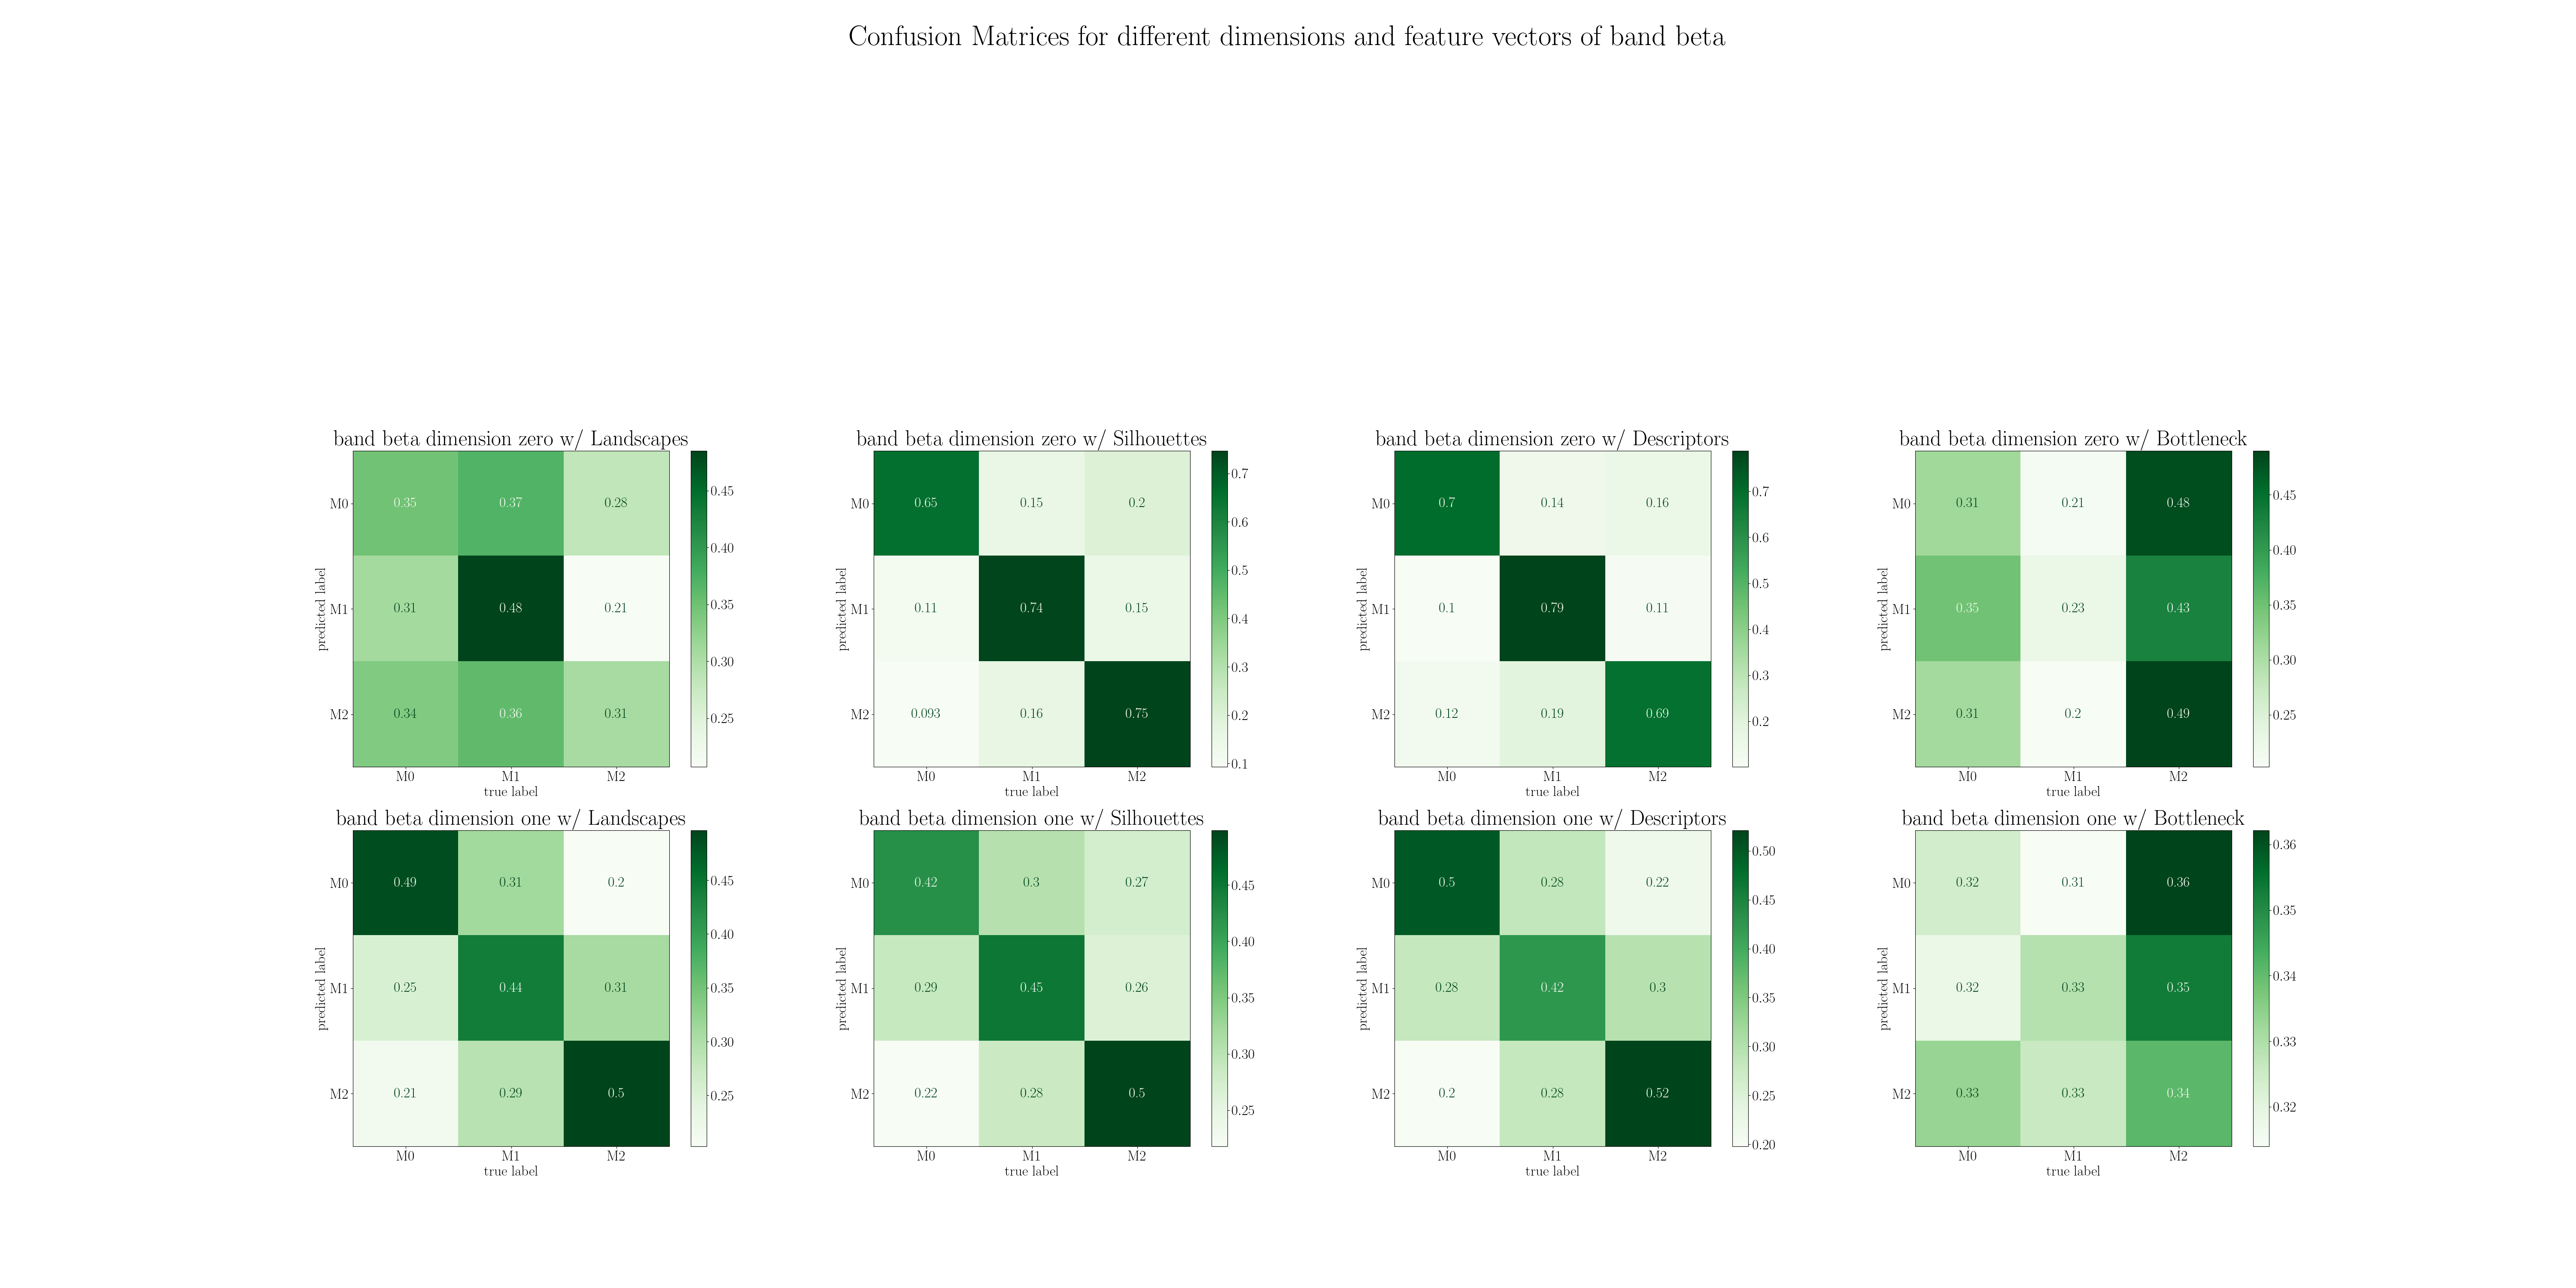 Confusion Matrices for different dimensions and feature vectors of band beta
band beta dimension zero w/ Landscapes
predicted label
M0 0.35 0.37 0.28
M1 0.31 0.48 0.21
M2 0.34 0.36 0.31
M0 M1 M2
true label
0.45
0.40
0.35
0.30
0.25
band beta dimension zero w/ Silhouettes
predicted label
M0 0.65 0.15 0.2
M1 0.11 0.74 0.15
M2 0.093 0.16 0.75
M0 M1 M2
true label
0.7
0.6
0.5
0.4
0.3
0.2
0.1
band beta dimension zero w/ Descriptors
predicted label
M0 0.7 0.14 0.16
M1 0.1 0.79 0.11
M2 0.12 0.19 0.69
M0 M1 M2
true label
0.7
0.6
0.5
0.4
0.3
0.2
band beta dimension zero w/ Bottleneck
predicted label
M0 0.31 0.21 0.48
M1 0.35 0.23 0.43
M2 0.31 0.2 0.49
M0 M1 M2
true label
0.45
0.40
0.35
0.30
0.25
band beta dimension one w/ Landscapes
predicted label
M0 0.49 0.31 0.2
M1 0.25 0.44 0.31
M2 0.21 0.29 0.5
M0 M1 M2
true label
0.45
0.40
0.35
0.30
0.25
band beta dimension one w/ Silhouettes
predicted label
M0 0.42 0.3 0.27
M1 0.29 0.45 0.26
M2 0.22 0.28 0.5
M0 M1 M2
true label
0.45
0.40
0.35
0.30
0.25
band beta dimension one w/ Descriptors
predicted label
M0 0.5 0.28 0.22
M1 0.28 0.42 0.3
M2 0.2 0.28 0.52
M0 M1 M2
true label
0.50
0.45
0.40
0.35
0.30
0.25
0.20
band beta dimension one w/ Bottleneck
predicted label
M0 0.32 0.31 0.36
M1 0.32 0.33 0.35
M2 0.33 0.33 0.34
M0 M1 M2
true label
0.36
0.35
0.34
0.33
0.32